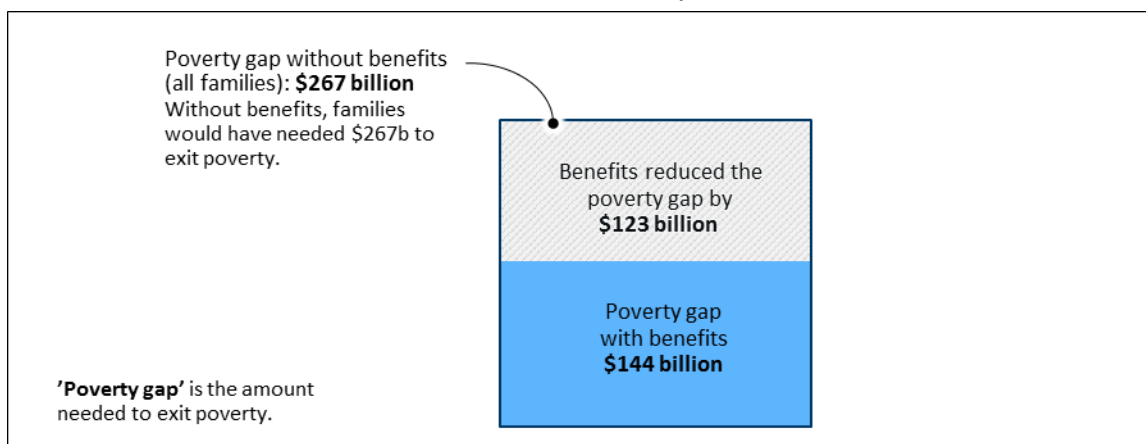 Poverty gap without benefits
(all families): $267 billion
Without benefits, families
would have needed $267b to
exit poverty.
Benefits reduced the
poverty gap by
$123 billion
Poverty gap
with benefits
$144 billion
’Poverty gap’ is the amount
needed to exit poverty.